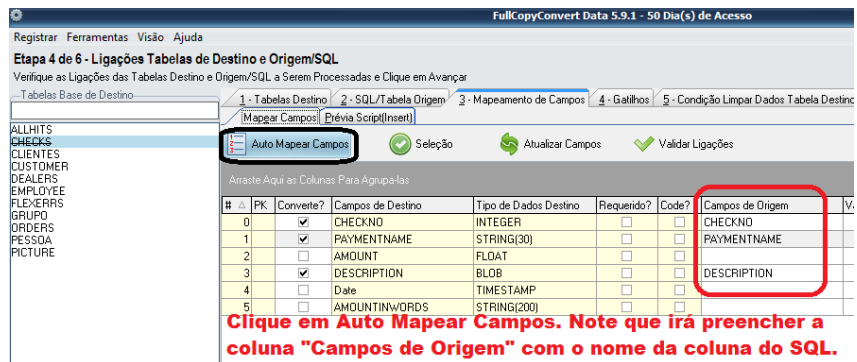 FullCopyConvert Data 5.9.1 - 50 Dia(s) de Acesso
Registrar Ferramentas Visão Ajuda
Etapa 4 de 6 - Ligações Tabelas de Destino e Origem/SQL
Verifique as Ligações das Tabelas Destino e Origem/SQL a Serem Processadas e Clique em Avançar
Tabelas Base de Destino
1 - Tabelas Destino 2 - SQL/Tabela Origem 3 - Mapeamento de Campos 4 - Gatilhos 5 - Condição Limpar Dados Tabela Destino
Mapear Campos Prévia Script(Insert)
ALLHITS
CHECKS
CLIENTES
CUSTOMER
DEALERS
EMPLOYEE
FLEXERRS
GRUPO
ORDERS
PESSOA
PICTURE
Auto Mapear Campos Seleção Atualizar Campos Validar Ligações
Arraste Aqui as Colunas Para Agrupa-las
# PK Converte? Campos de Destino Tipo de Dados Destino Requerido? Code? Campos de Origem
0 CHECKNO INTEGER CHECKNO
1 PAYMENTNAME STRING(30) PAYMENTNAME
2 AMOUNT FLOAT
3 DESCRIPTION BLOB DESCRIPTION
4 Date TIMESTAMP
5 AMOUNTINWORDS STRING(200)
Clique em Auto Mapear Campos. Note que irá preencher a
coluna "Campos de Origem" com o nome da coluna do SQL.